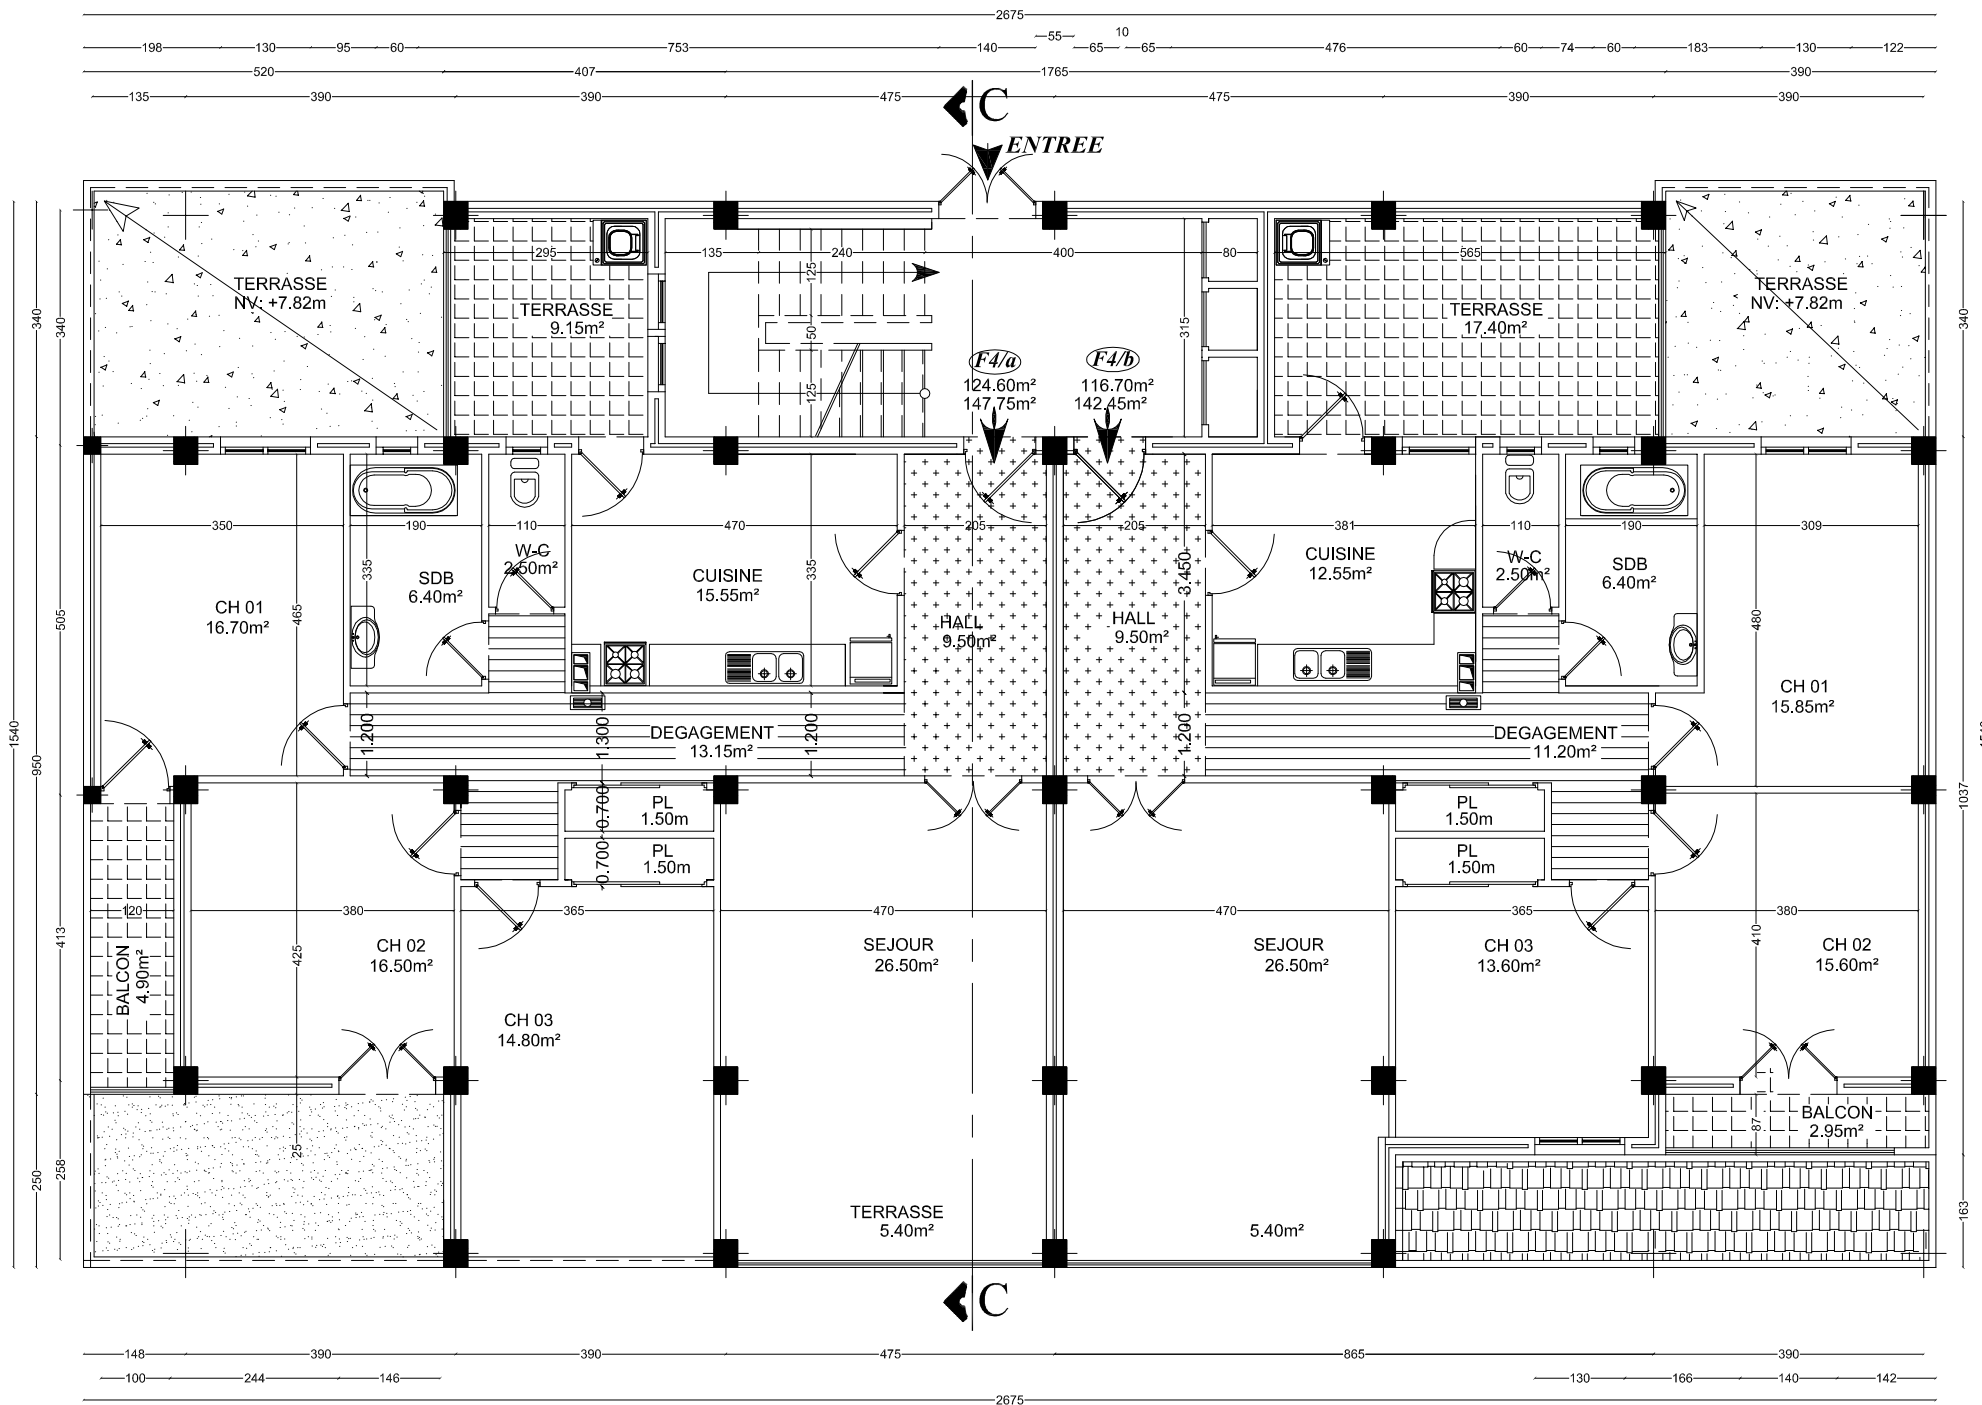 2675
55 10
198 130 95 60 753 140 65 65 476 60 74 60 183 130 122
520 407 1765 390
135 390 390 475 475 390 390
C
ENTREE
TERRASSE
NV: +7.82m
295
TERRASSE
9.15m²
135 240 400 80
125
50
125
315
565
TERRASSE
17.40m²
TERRASSE
NV: +7.82m
F4/a
124.60m²
147.75m²
F4/b
116.70m²
142.45m²
340
340
340
350 190 110 470 205 205 381 110 190 309
CH 01
16.70m²
465
335
SDB
6.40m²
W-C
2.50m²
CUISINE
15.55m²
335
HALL
9.50m²
HALL
9.50m²
3.450
CUISINE
12.55m²
W-C
2.50m²
SDB
6.40m²
480
CH 01
15.85m²
505
1540
950
1037
1.200
1.300
DEGAGEMENT
13.15m²
1.200
1.200
DEGAGEMENT
11.20m²
0.700
0.700
PL
1.50m
PL
1.50m
PL
1.50m
PL
1.50m
120 380 365 470 470 365 380
413
BALCON
4.90m²
425
CH 02
16.50m²
CH 03
14.80m²
SEJOUR
26.50m²
SEJOUR
26.50m²
CH 03
13.60m²
410
CH 02
15.60m²
BALCON
2.95m²
87
25
250
258
163
TERRASSE
5.40m²
5.40m²
C
148 390 390 475 865 390
100 244 146 130 166 140 142
2675